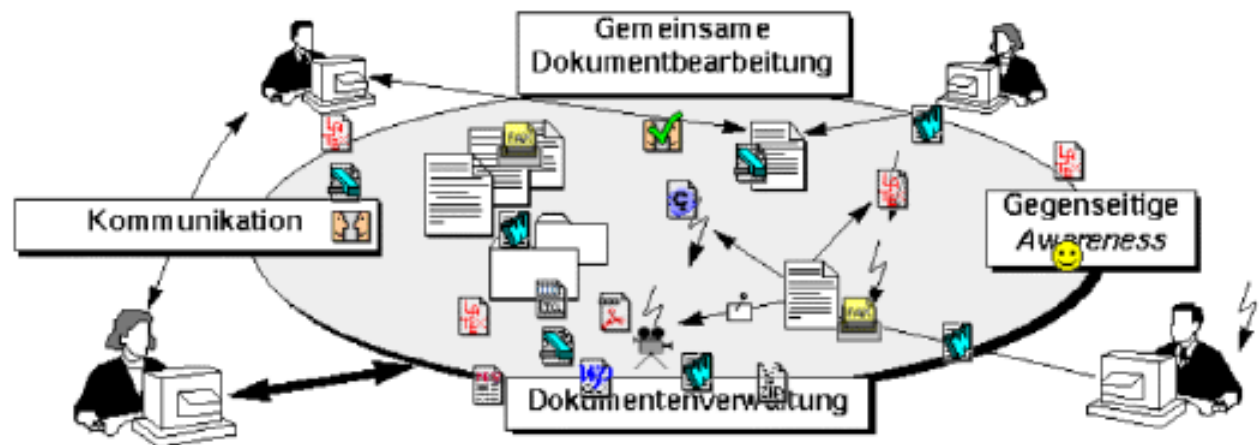 Gemeinsame
Dokumentbearbeitung
Kommunikation
Gegenseitige
Awareness
Dokumentenverwaltung